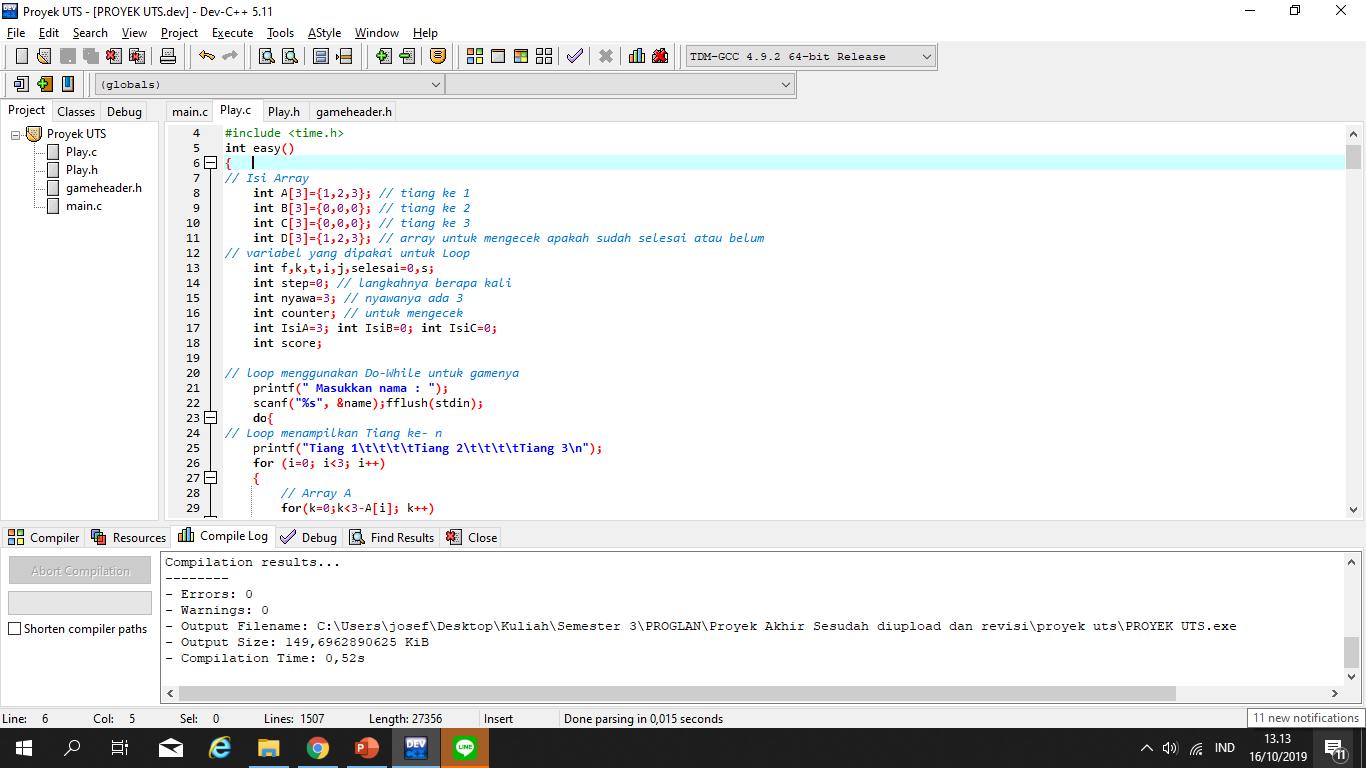 Proyek UTS - [PROYEK UTS.dev] - Dev-C++ 5.11
File Edit Search View Project Execute Tools AStyle Window Help
TDM-GCC 4.9.2 64-bit Release
(globals)
Project Classes Debug
main.c Play.c Play.h gameheader.h
Proyek UTS
Play.c
Play.h
gameheader.h
main.c
4 #include <time.h>
5 int easy()
6 {
7 // Isi Array
8 int A[3]={1,2,3}; // tiang ke 1
9 int B[3]={0,0,0}; // tiang ke 2
10 int C[3]={0,0,0}; // tiang ke 3
11 int D[3]={1,2,3}; // array untuk mengecek apakah sudah selesai atau belum
12 // variabel yang dipakai untuk Loop
13 int f,k,t,i,j,selesai=0,s;
14 int step=0; // langkahnya berapa kali
15 int nyawa=3; // nyawanya ada 3
16 int counter; // untuk mengecek
17 int IsiA=3; int IsiB=0; int IsiC=0;
18 int score;
19
20 // loop menggunakan Do-While untuk gamenya
21 printf(" Masukkan nama : ");
22 scanf("%s", &name);fflush(stdin);
23 do{
24 // Loop menampilkan Tiang ke- n
25 printf("Tiang 1\t\t\t\tTiang 2\t\t\t\tTiang 3\n");
26 for (i=0; i<3; i++)
27 {
28 // Array A
29 for(k=0;k<3-A[i]; k++)
Compiler Resources Compile Log Debug Find Results Close
Abort Compilation
Shorten compiler paths
Compilation results...
--------
- Errors: 0
- Warnings: 0
- Output Filename: C:\Users\josef\Desktop\Kuliah\Semester 3\PROGLAN\Proyek Akhir Sesudah diupload dan revisi\proyek uts\PROYEK UTS.exe
- Output Size: 149,6962890625 KiB
- Compilation Time: 0,52s
Line: 6 Col: 5 Sel: 0 Lines: 1507 Length: 27356 Insert Done parsing in 0,015 seconds
11 new notifications
DEV
LINE
IND
13.13
16/10/2019
11